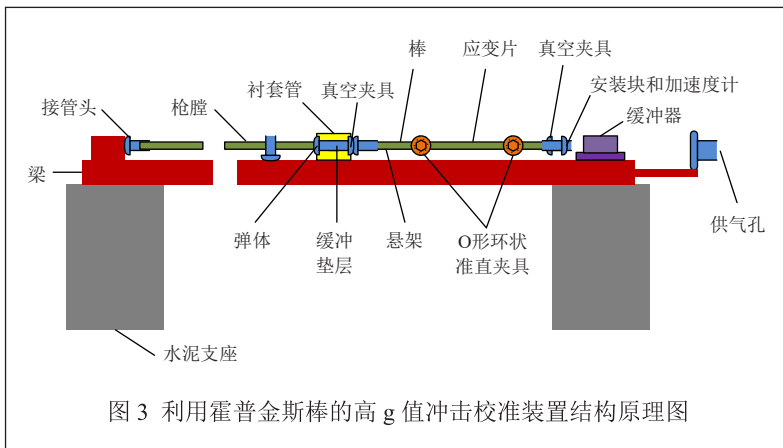 棒
应变片
真空夹具
接管头
枪膛
衬套管
真空夹具
安装块和加速度计
缓冲器
梁
弹体
缓冲
垫层
悬架
O形环状
准直夹具
供气孔
水泥支座
图 3 利用霍普金斯棒的高 g 值冲击校准装置结构原理图